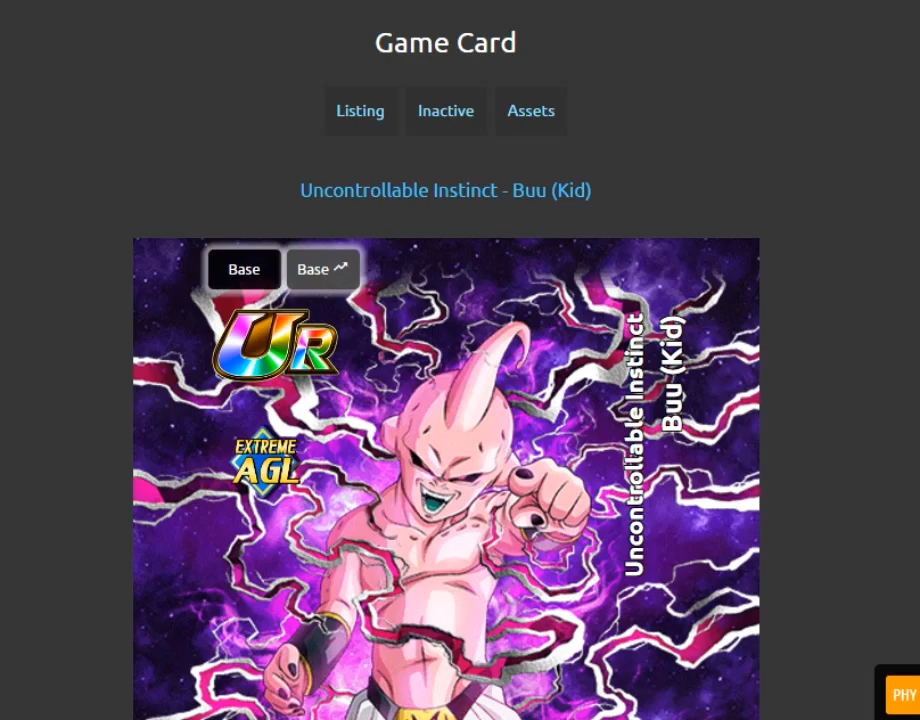 Game Card
Listing Inactive Assets
Uncontrollable Instinct - Buu (Kid)
Base Base
UR
EXTREME
AGL
Uncontrollable Instinct
Buu (Kid)
PHY